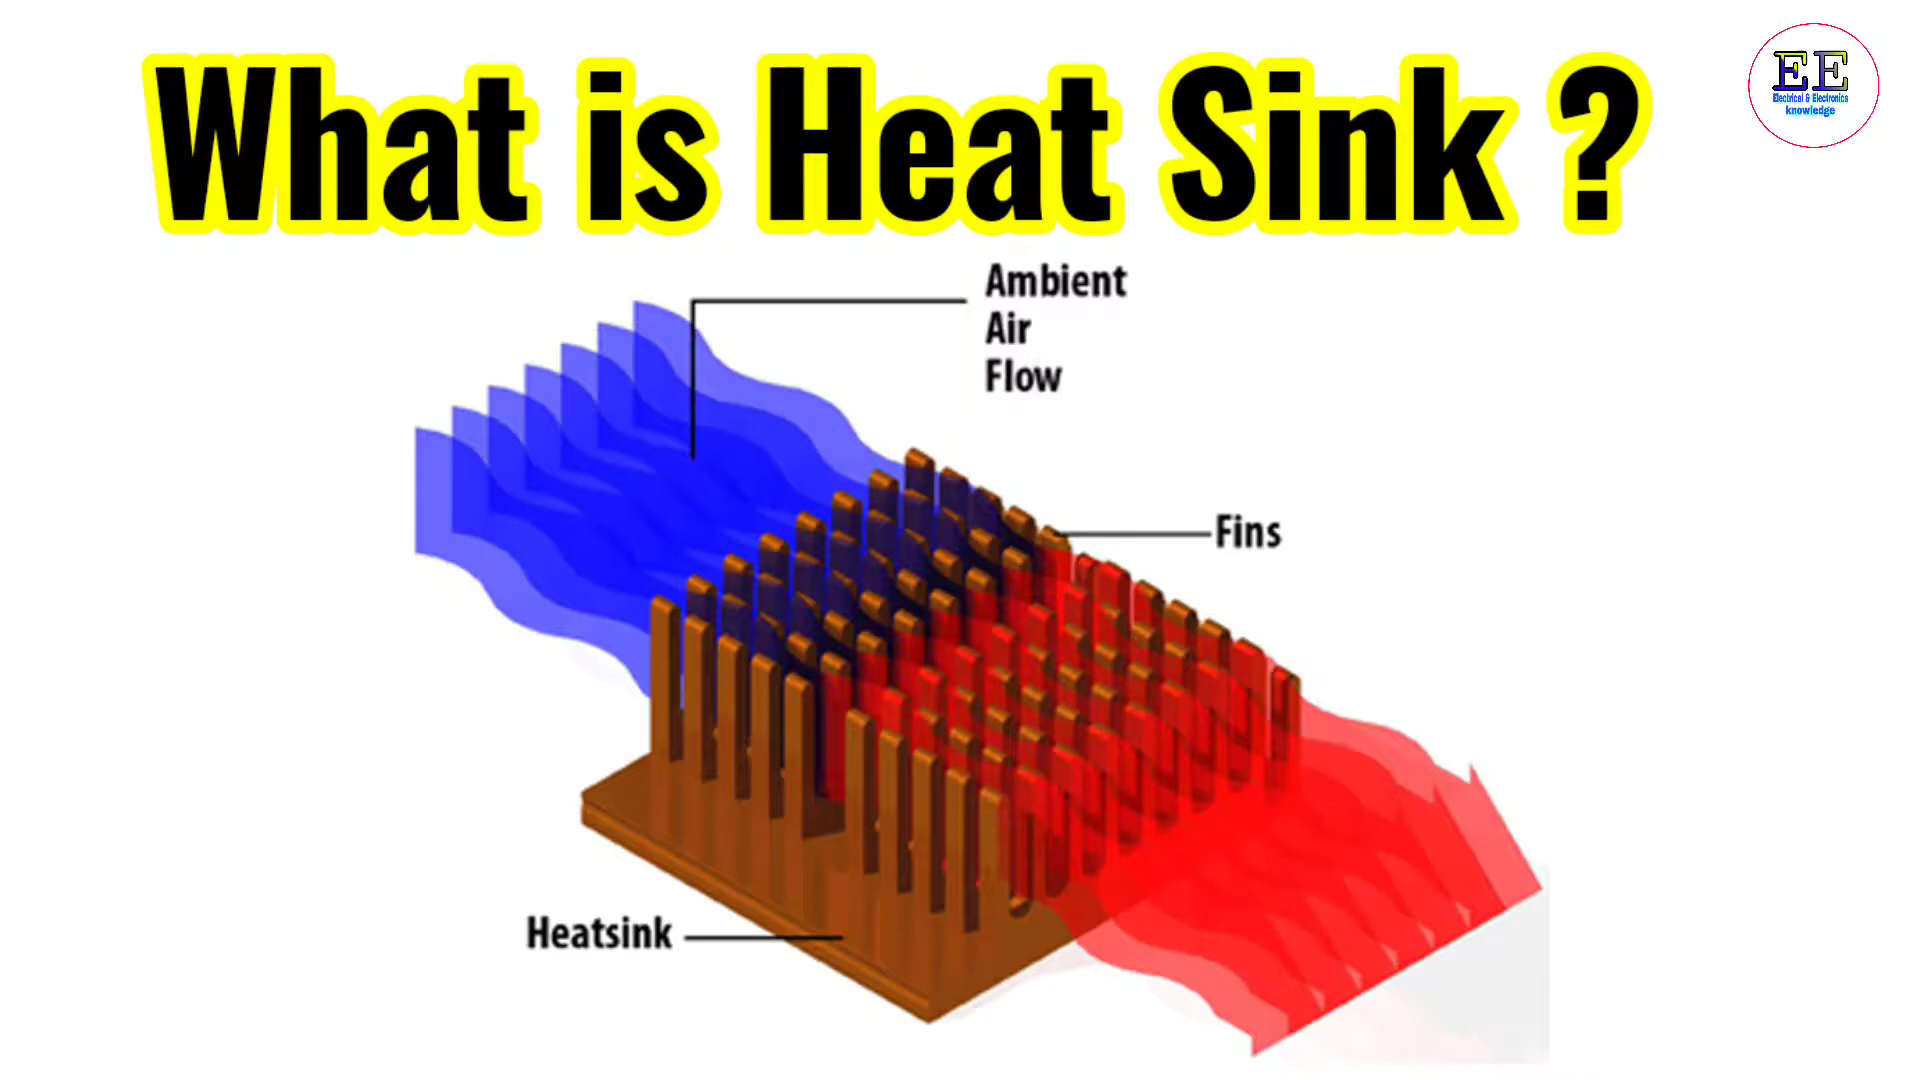 What is Heat Sink ?
EE
Electrical & Electronics
knowledge
Ambient
Air
Flow
Fins
Heatsink